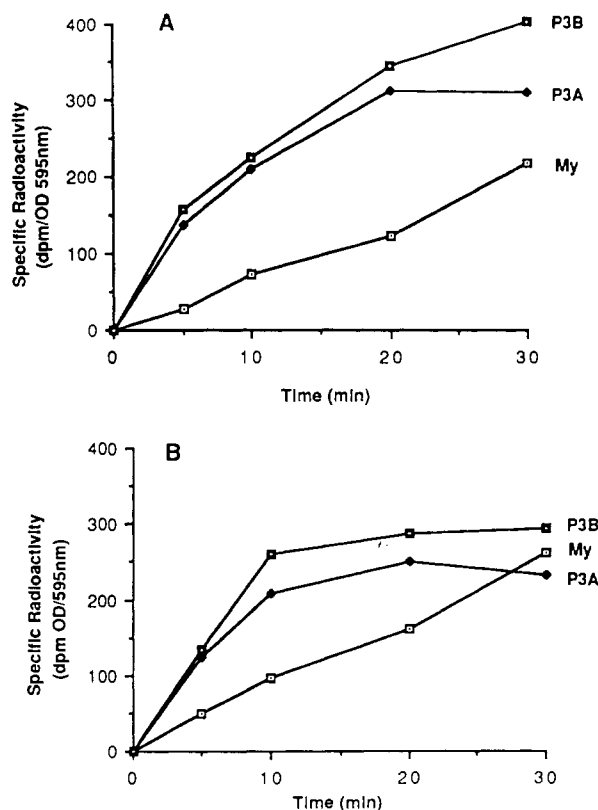 A
400
300
200
100
0
Specific Radioactivity
(dpm/OD 595nm)
P3B
P3A
My
0 10 20 30
Time (min)
B
400
300
200
100
0
Specific Radioactivity
(dpm OD/595nm)
P3B
My
P3A
0 10 20 30
Time (min)